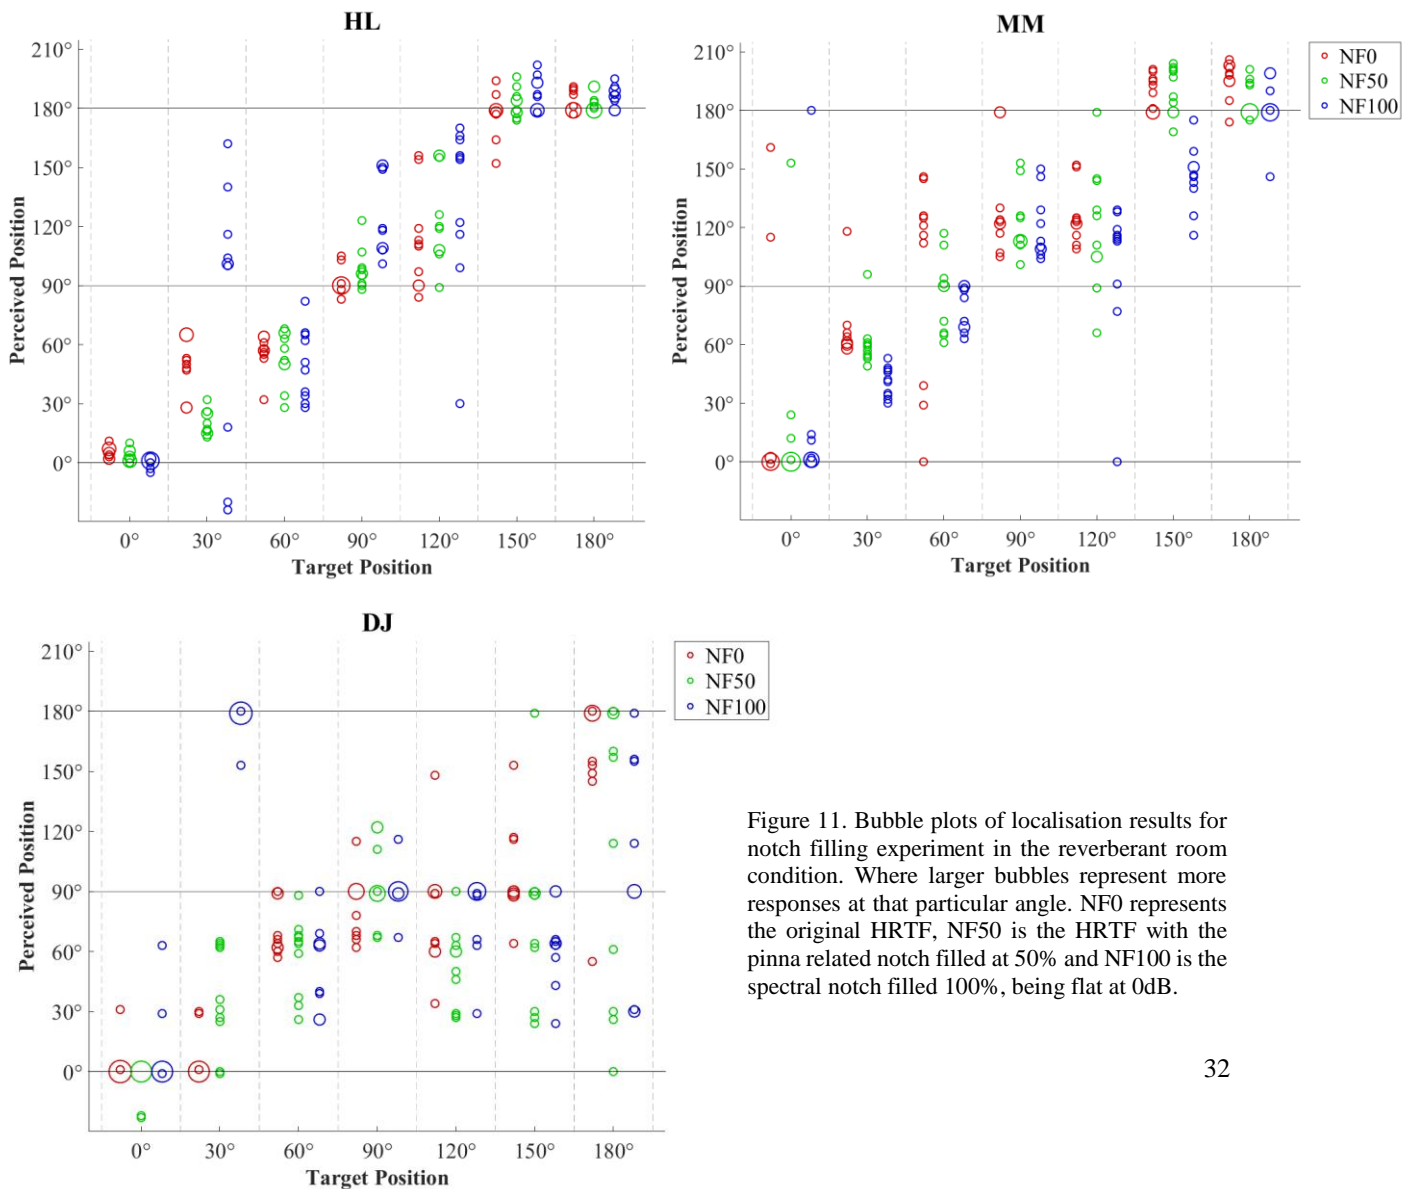 HL
210°
180°
150°
120°
90°
60°
30°
0°
Perceived Position
0° 30° 60° 90° 120° 150° 180°
Target Position
MM
210°
180°
150°
120°
90°
60°
30°
0°
Perceived Position
0° 30° 60° 90° 120° 150° 180°
Target Position
NF0
NF50
NF100
DJ
210°
180°
150°
120°
90°
60°
30°
0°
Perceived Position
0° 30° 60° 90° 120° 150° 180°
Target Position
NF0
NF50
NF100
Figure 11. Bubble plots of localisation results for
notch filling experiment in the reverberant room
condition. Where larger bubbles represent more
responses at that particular angle. NF0 represents
the original HRTF, NF50 is the HRTF with the
pinna related notch filled at 50% and NF100 is the
spectral notch filled 100%, being flat at 0dB.
32